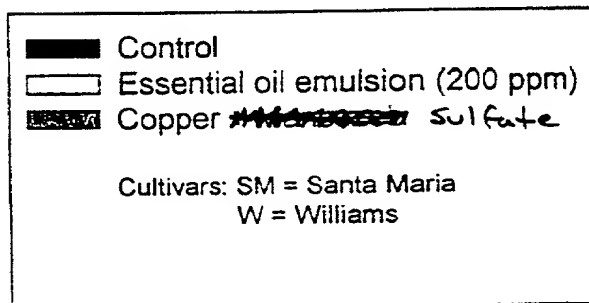 Control
Essential oil emulsion (200 ppm)
Copper sulfate
Cultivars: SM = Santa Maria
W = Williams